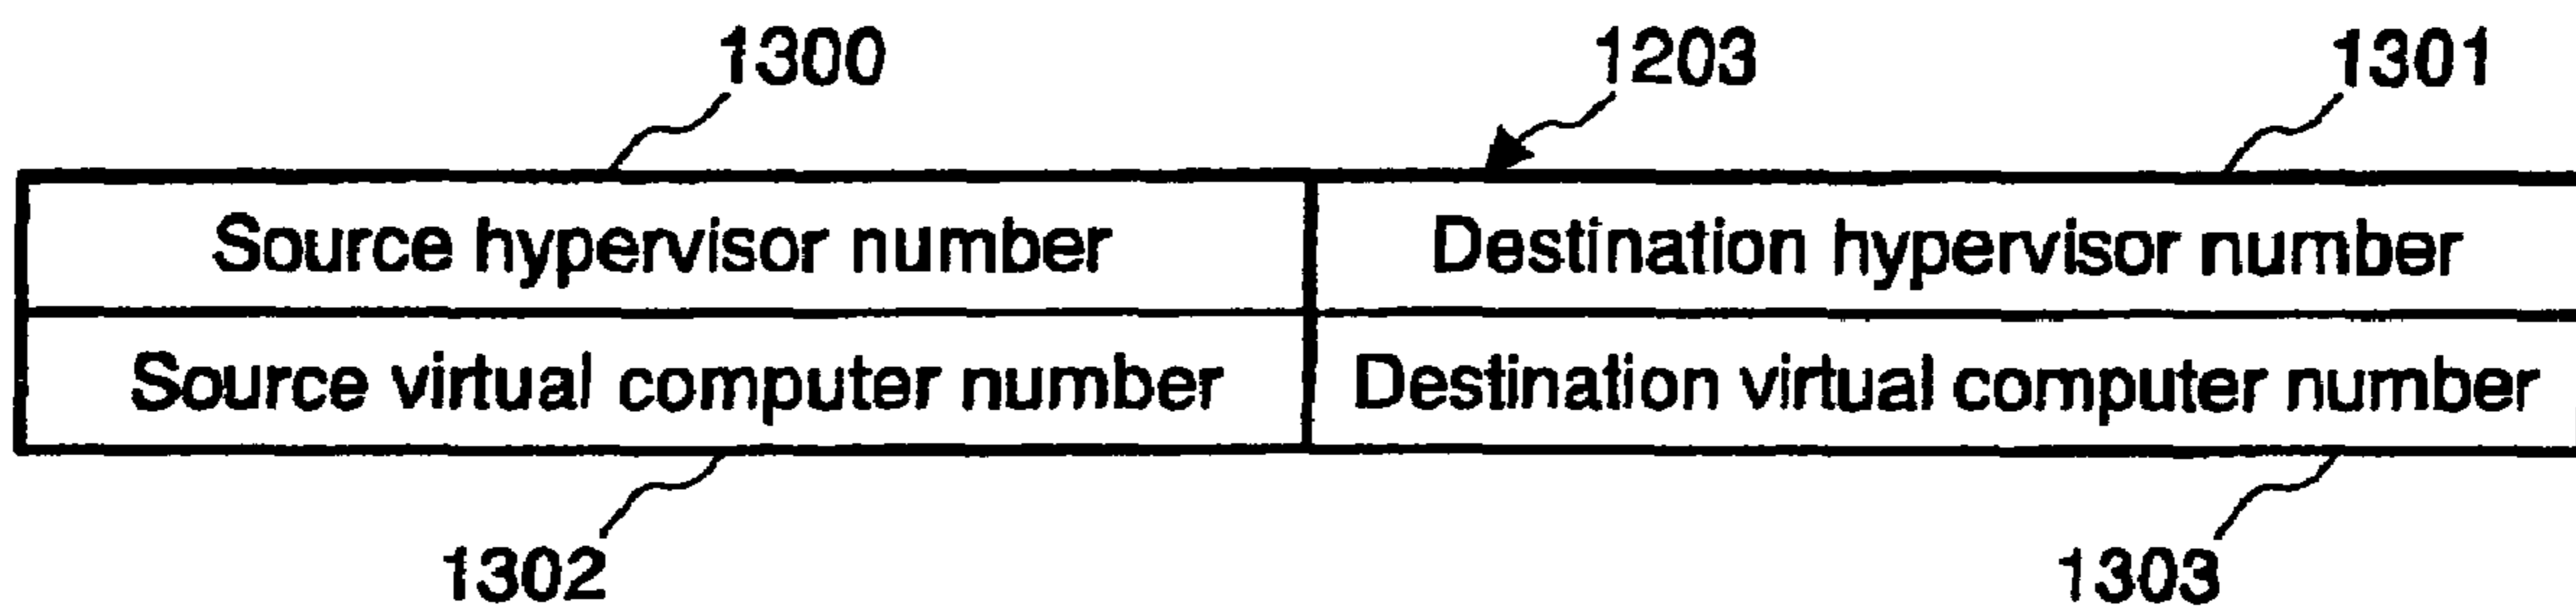 1300 1203 1301
Source hypervisor number Destination hypervisor number
Source virtual computer number Destination virtual computer number
1302 1303